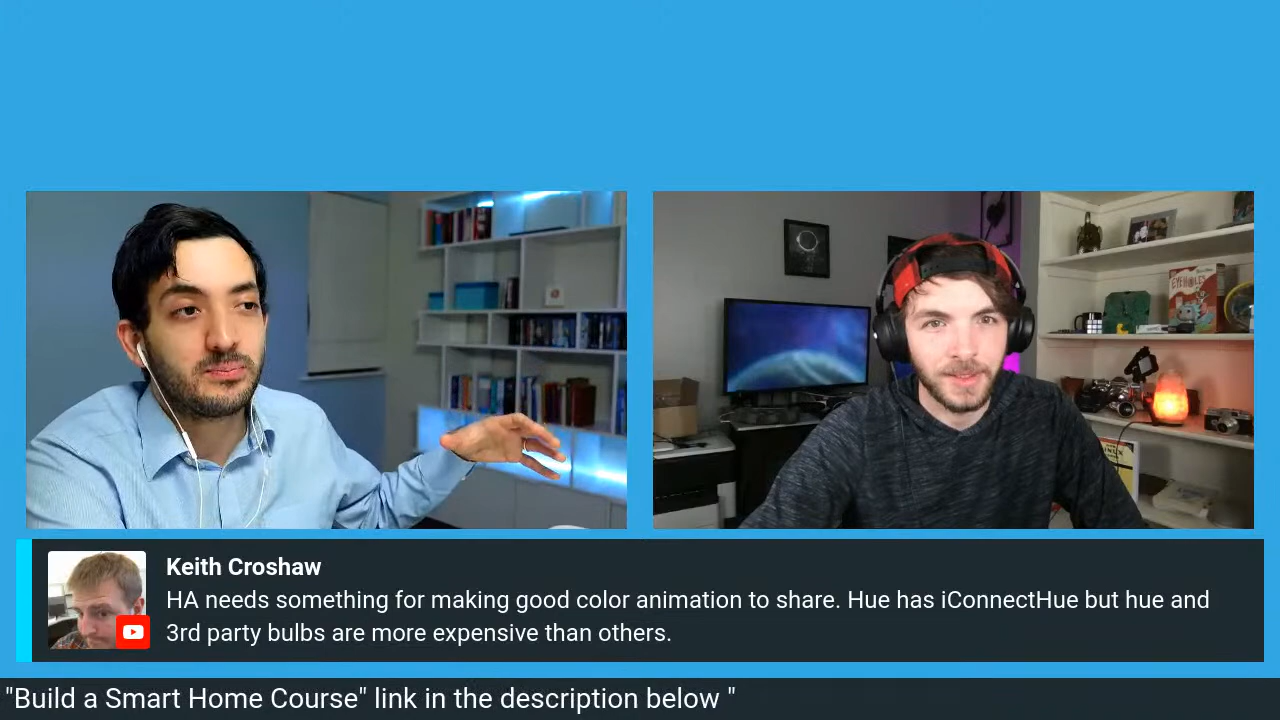 EYEHOLES
Keith Croshaw
HA needs something for making good color animation to share. Hue has iConnectHue but hue and
3rd party bulbs are more expensive than others.
"Build a Smart Home Course" link in the description below "